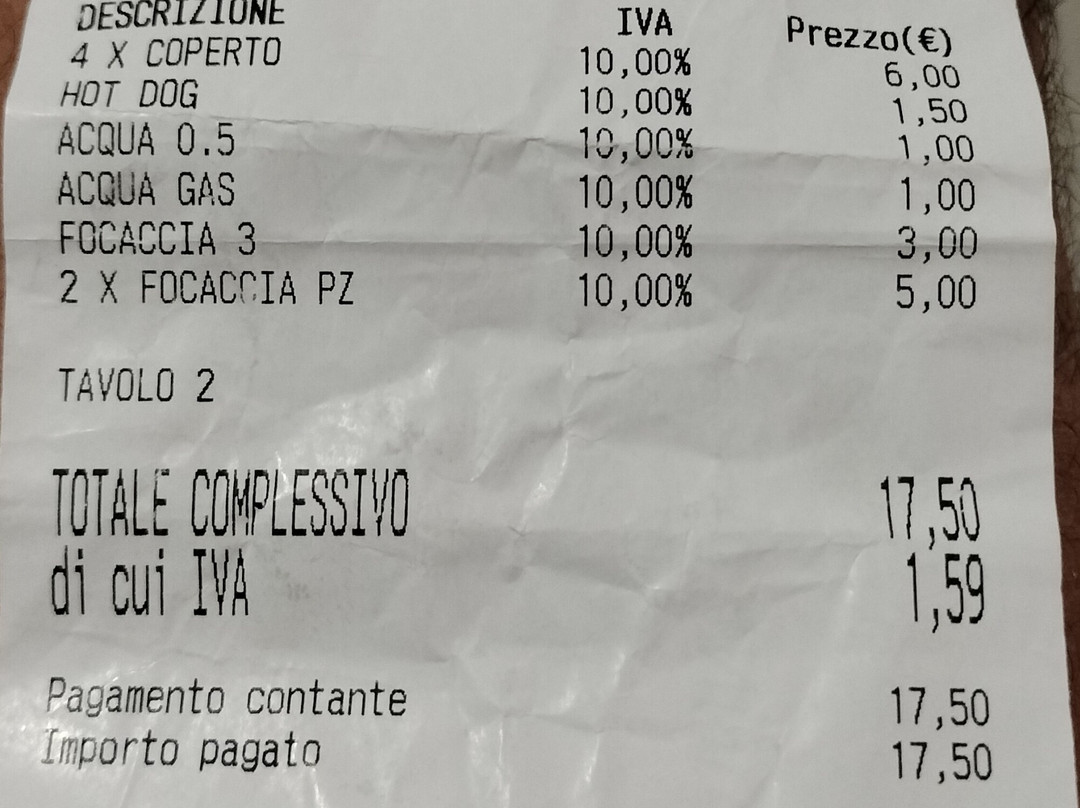 DESCRIZIONE IVA Prezzo(€)
4 X COPERTO 10,00% 6,00
HOT DOG 10,00% 1,50
ACQUA 0.5 10,00% 1,00
ACQUA GAS 10,00% 1,00
FOCACCIA 3 10,00% 3,00
2 X FOCACCIA PZ 10,00% 5,00
TAVOLO 2
TOTALE COMPLESSIVO 17,50
di cui IVA 1,59
Pagamento contante 17,50
Importo pagato 17,50